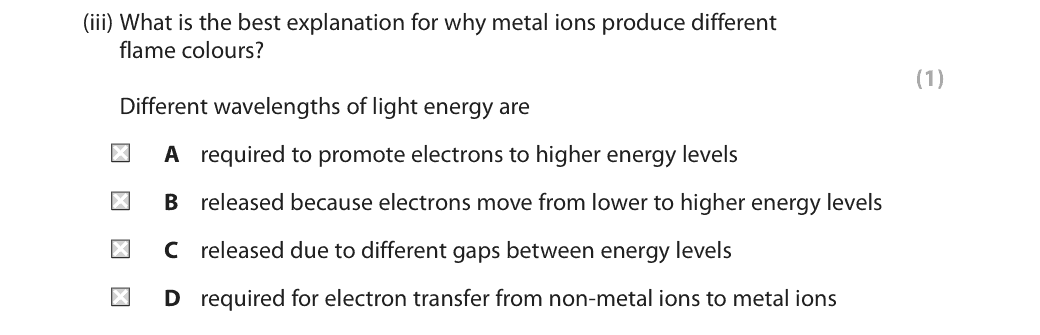 (iii) What is the best explanation for why metal ions produce different
flame colours?
(1)
Different wavelengths of light energy are
A required to promote electrons to higher energy levels
B released because electrons move from lower to higher energy levels
C released due to different gaps between energy levels
D required for electron transfer from non-metal ions to metal ions